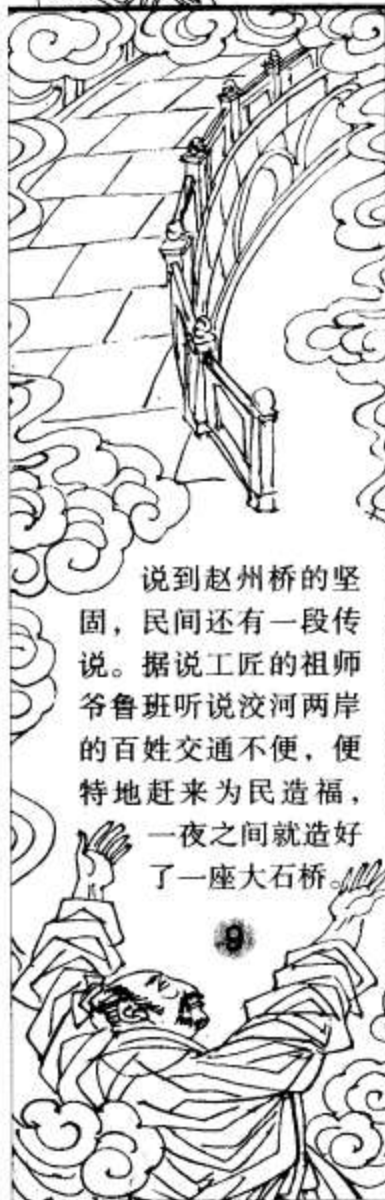 说到赵州桥的坚
固，民间还有一段传
说。据说工匠的祖师
爷鲁班听说洨河两岸
的百姓交通不便，便
特地赶来为民造福，
一夜之间就造好
了一座大石桥。
9